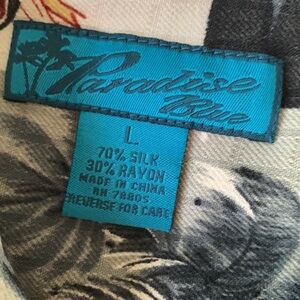 Paradise
Blue
L
70% SILK
30% RAYON
MADE IN CHINA
RN 78805
REVERSE FOR CARE